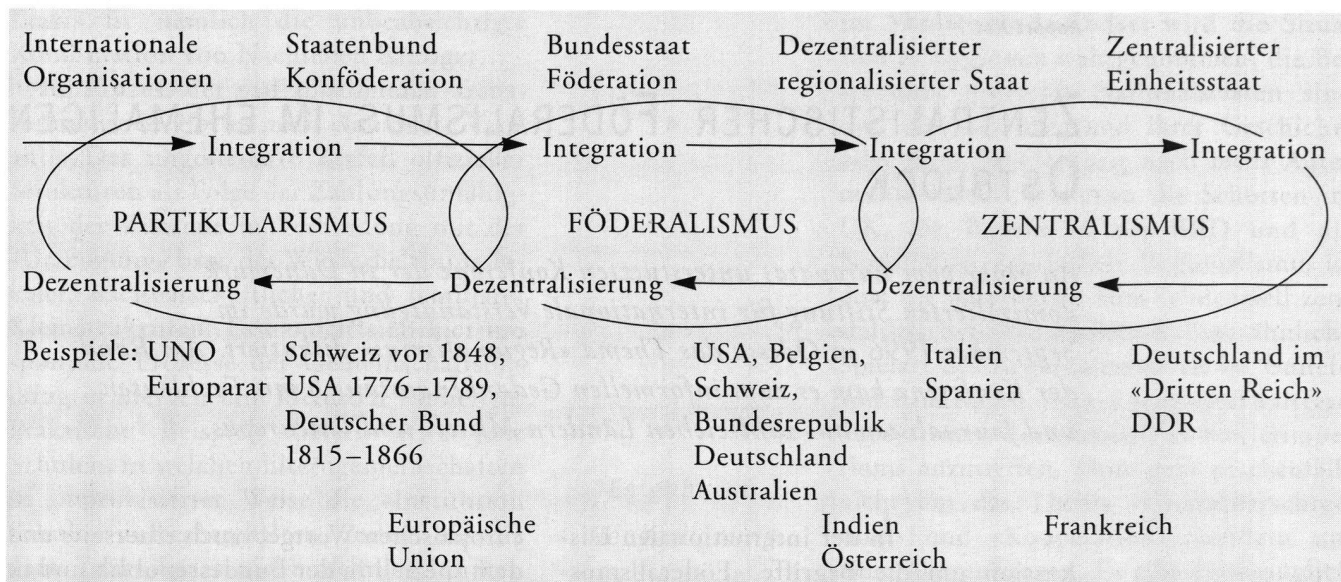 Internationale Organisationen
Staatenbund Konföderation
Bundesstaat Föderation
Dezentralisierter regionalisierter Staat
Zentralisierter Einheitsstaat
Integration Integration Integration Integration
PARTIKULARISMUS FÖDERALISMUS ZENTRALISMUS
Dezentralisierung Dezentralisierung Dezentralisierung
Beispiele: UNO
Europarat
Schweiz vor 1848,
USA 1776–1789,
Deutscher Bund
1815–1866
Europäische
Union
USA, Belgien,
Schweiz,
Bundesrepublik
Deutschland
Australien
Italien
Spanien
Indien
Österreich
Deutschland im
«Dritten Reich»
DDR
Frankreich